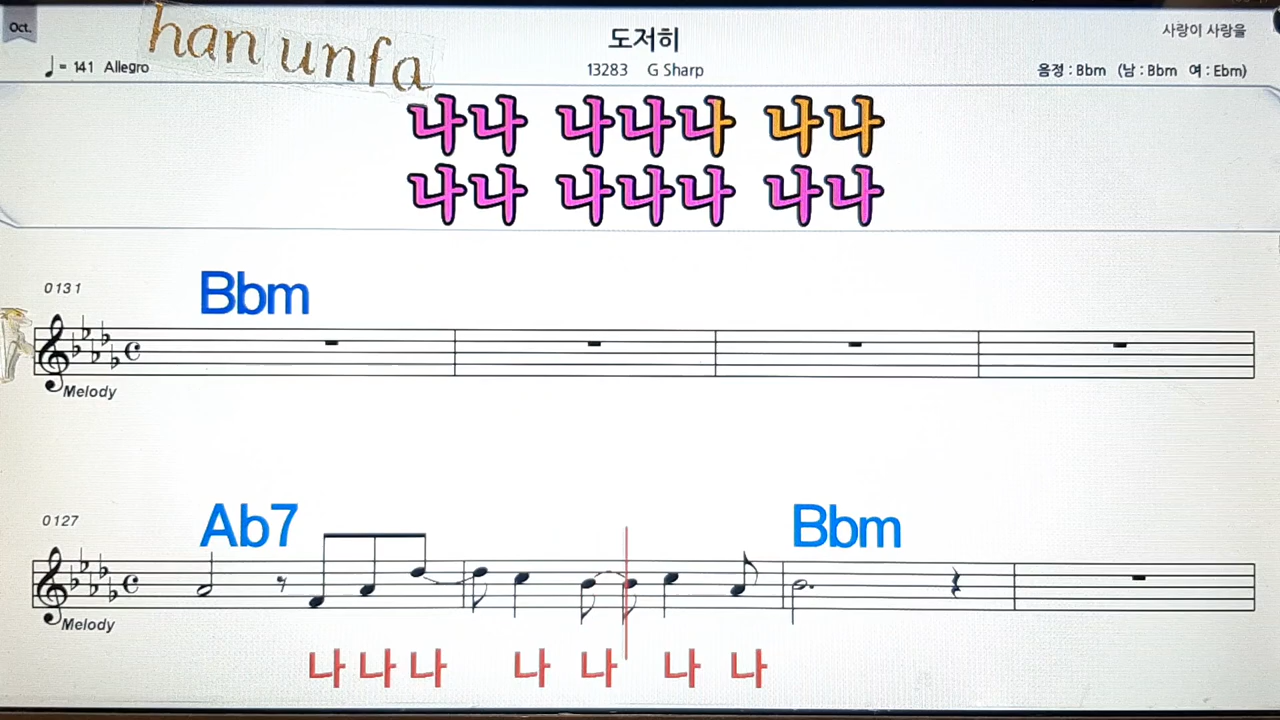 Oct.
han unfa
도저히
사랑이 사랑을
♩= 141 Allegro
13283 G Sharp
음정 : Bbm (남 : Bbm 여 : Ebm)
나나 나나나 나나
나나 나나나 나나
0131
Bbm
Melody
0127
Ab7 Bbm
Melody
나 나 나 나 나 나 나